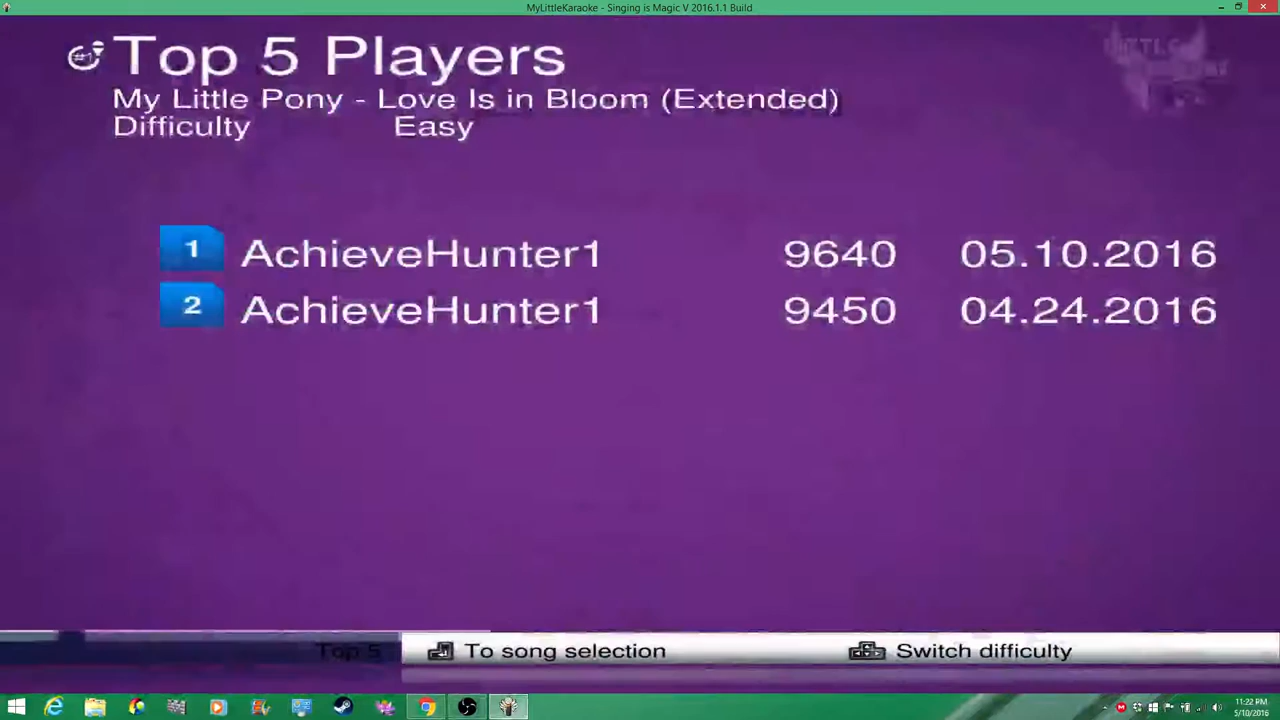 MyLittleKaraoke - Singing is Magic V 2016.1.1 Build
#1 Top 5 Players
My Little Pony - Love Is in Bloom (Extended)
Difficulty Easy
1 AchieveHunter1 9640 05.10.2016
2 AchieveHunter1 9450 04.24.2016
Top 5 To song selection Switch difficulty
11:22 PM
5/10/2016